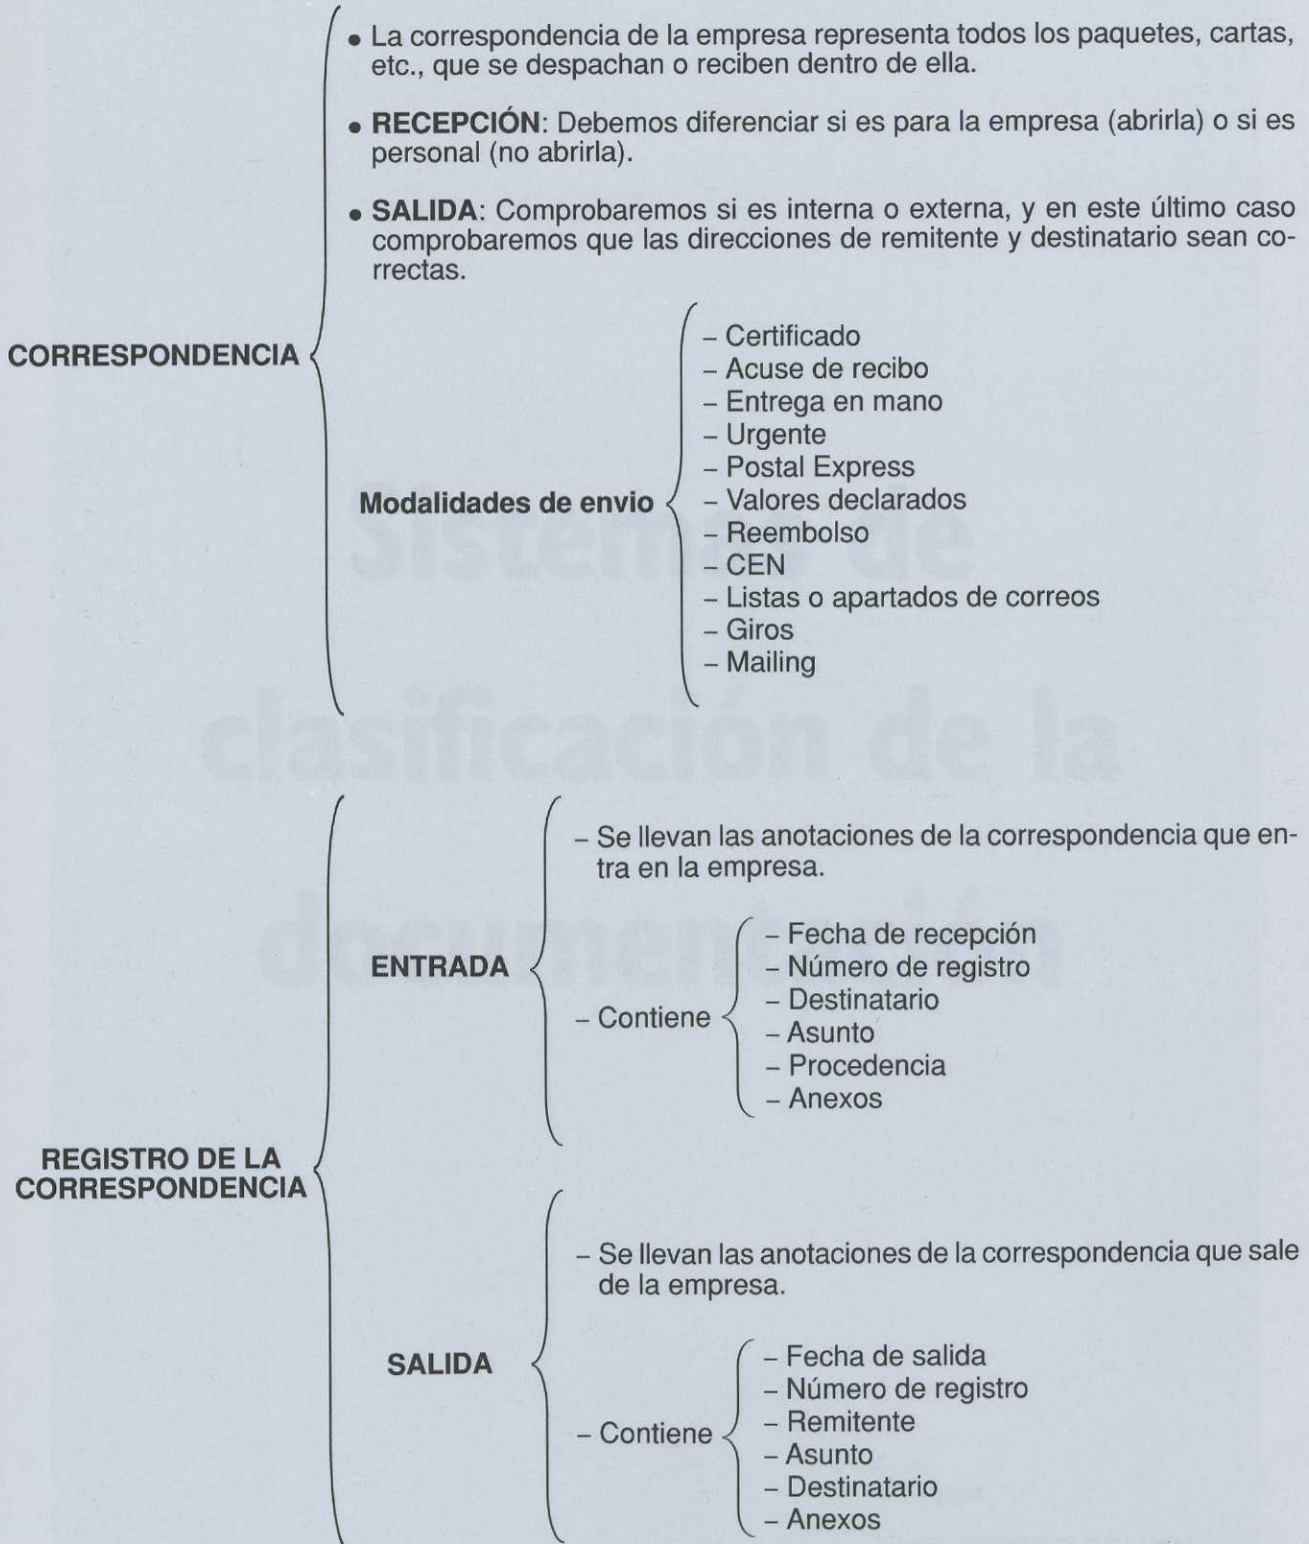 • La correspondencia de la empresa representa todos los paquetes, cartas,
etc., que se despachan o reciben dentro de ella.
• RECEPCIÓN: Debemos diferenciar si es para la empresa (abrirla) o si es
personal (no abrirla).
• SALIDA: Comprobaremos si es interna o externa, y en este último caso
comprobaremos que las direcciones de remitente y destinatario sean co-
rrectas.
CORRESPONDENCIA
Modalidades de envio
– Certificado
– Acuse de recibo
– Entrega en mano
– Urgente
– Postal Express
– Valores declarados
– Reembolso
– CEN
– Listas o apartados de correos
– Giros
– Mailing
Sistemas de
clasificación de la
documentación
REGISTRO DE LA
CORRESPONDENCIA
ENTRADA
– Se llevan las anotaciones de la correspondencia que en-
tra en la empresa.
– Contiene
– Fecha de recepción
– Número de registro
– Destinatario
– Asunto
– Procedencia
– Anexos
SALIDA
– Se llevan las anotaciones de la correspondencia que sale
de la empresa.
– Contiene
– Fecha de salida
– Número de registro
– Remitente
– Asunto
– Destinatario
– Anexos